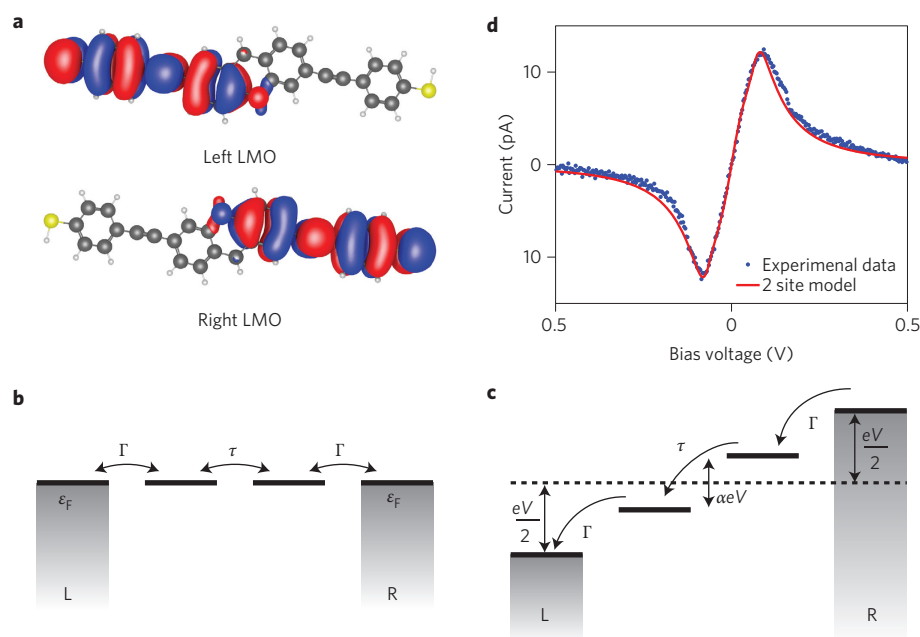 a
Left LMO
Right LMO
b
Γ
τ
Γ
εF
εF
L
R
d
Current (pA)
10
0
10
Experimenal data
2 site model
0.5
0
0.5
Bias voltage (V)
c
Γ
τ
Γ
eV
2
αeV
eV
2
L
R